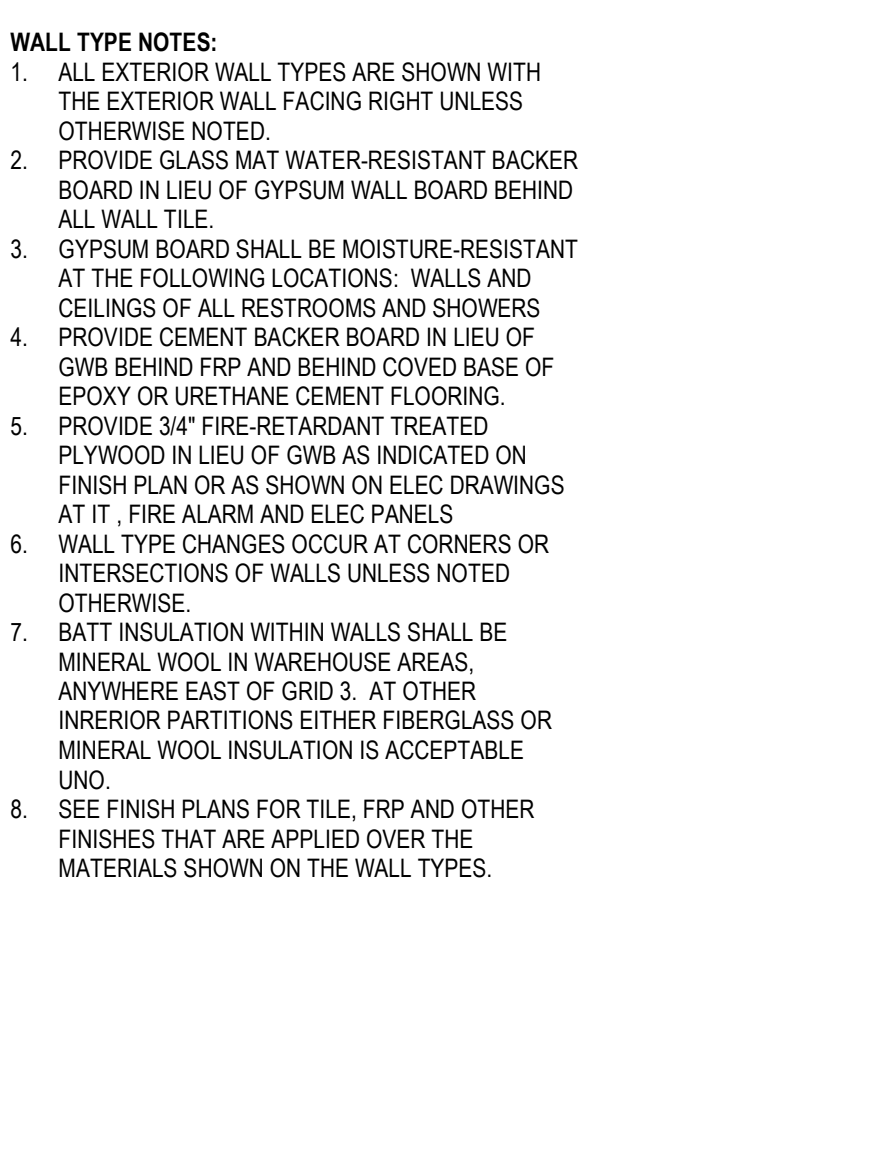 WALL TYPE NOTES:
1. ALL EXTERIOR WALL TYPES ARE SHOWN WITH
THE EXTERIOR WALL FACING RIGHT UNLESS
OTHERWISE NOTED.
2. PROVIDE GLASS MAT WATER-RESISTANT BACKER
BOARD IN LIEU OF GYPSUM WALL BOARD BEHIND
ALL WALL TILE.
3. GYPSUM BOARD SHALL BE MOISTURE-RESISTANT
AT THE FOLLOWING LOCATIONS: WALLS AND
CEILINGS OF ALL RESTROOMS AND SHOWERS
4. PROVIDE CEMENT BACKER BOARD IN LIEU OF
GWB BEHIND FRP AND BEHIND COVED BASE OF
EPOXY OR URETHANE CEMENT FLOORING.
5. PROVIDE 3/4" FIRE-RETARDANT TREATED
PLYWOOD IN LIEU OF GWB AS INDICATED ON
FINISH PLAN OR AS SHOWN ON ELEC DRAWINGS
AT IT , FIRE ALARM AND ELEC PANELS
6. WALL TYPE CHANGES OCCUR AT CORNERS OR
INTERSECTIONS OF WALLS UNLESS NOTED
OTHERWISE.
7. BATT INSULATION WITHIN WALLS SHALL BE
MINERAL WOOL IN WAREHOUSE AREAS,
ANYWHERE EAST OF GRID 3. AT OTHER
INRERIOR PARTITIONS EITHER FIBERGLASS OR
MINERAL WOOL INSULATION IS ACCEPTABLE
UNO.
8. SEE FINISH PLANS FOR TILE, FRP AND OTHER
FINISHES THAT ARE APPLIED OVER THE
MATERIALS SHOWN ON THE WALL TYPES.